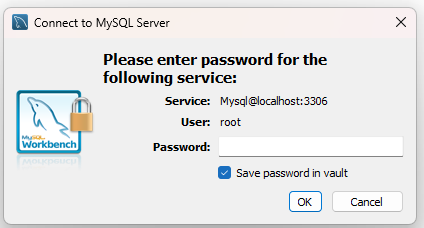 Connect to MySQL Server
Please enter password for the
following service:
Service: Mysql@localhost:3306
User: root
Password:
MySQL
Workbench
Save password in vault
OK Cancel